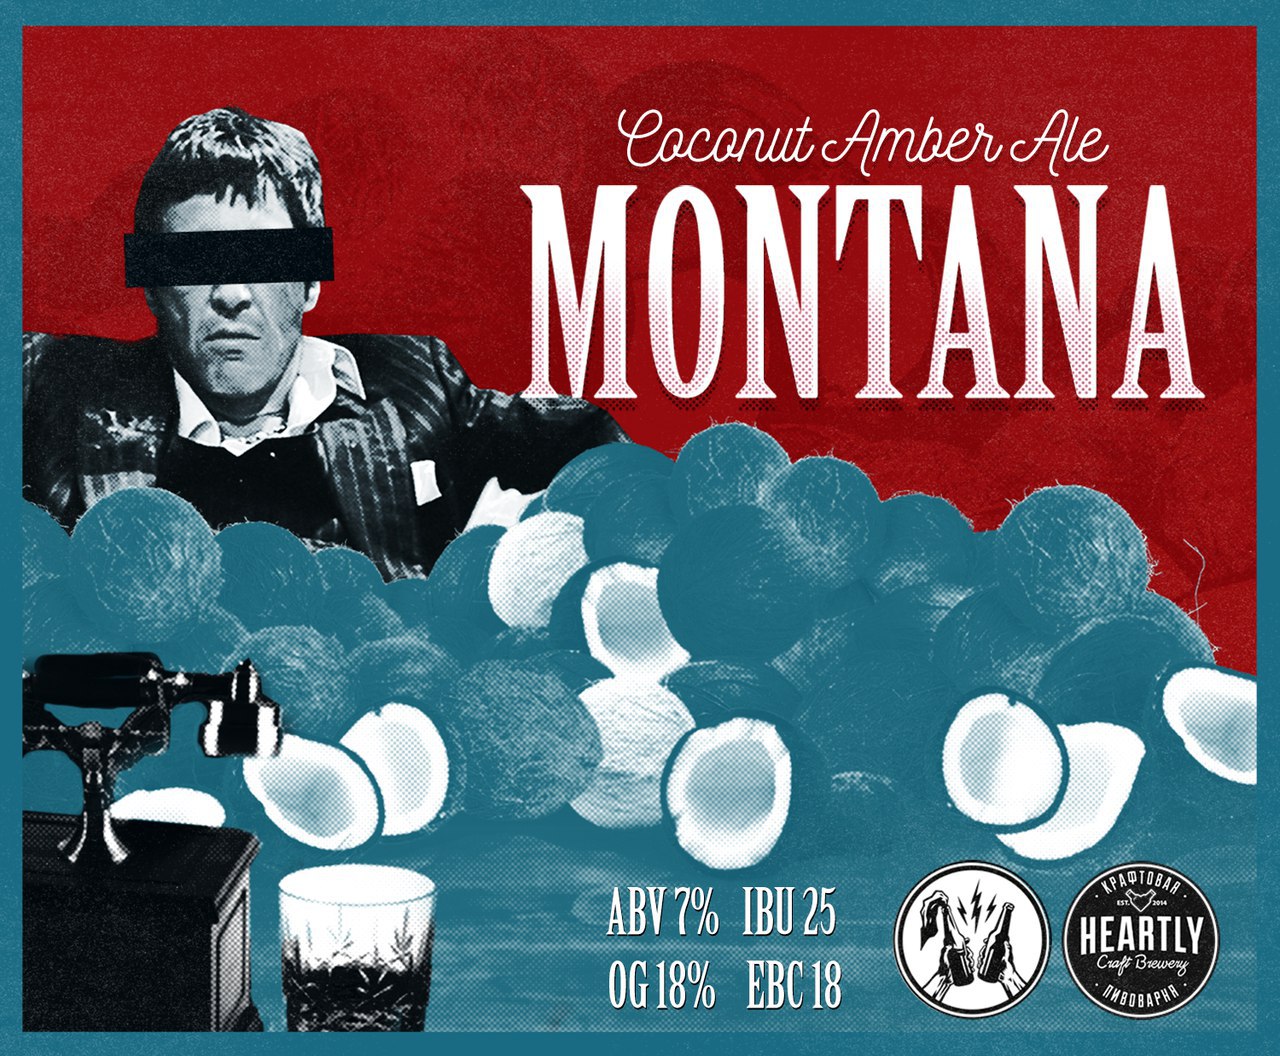 Coconut Amber Ale
MONTANA
ABV 7% IBU 25
OG 18% EBC 18
КРАФТОВАЯ
EST. 2014
HEARTLY
Craft Brewery
ПИВОВАРНЯ